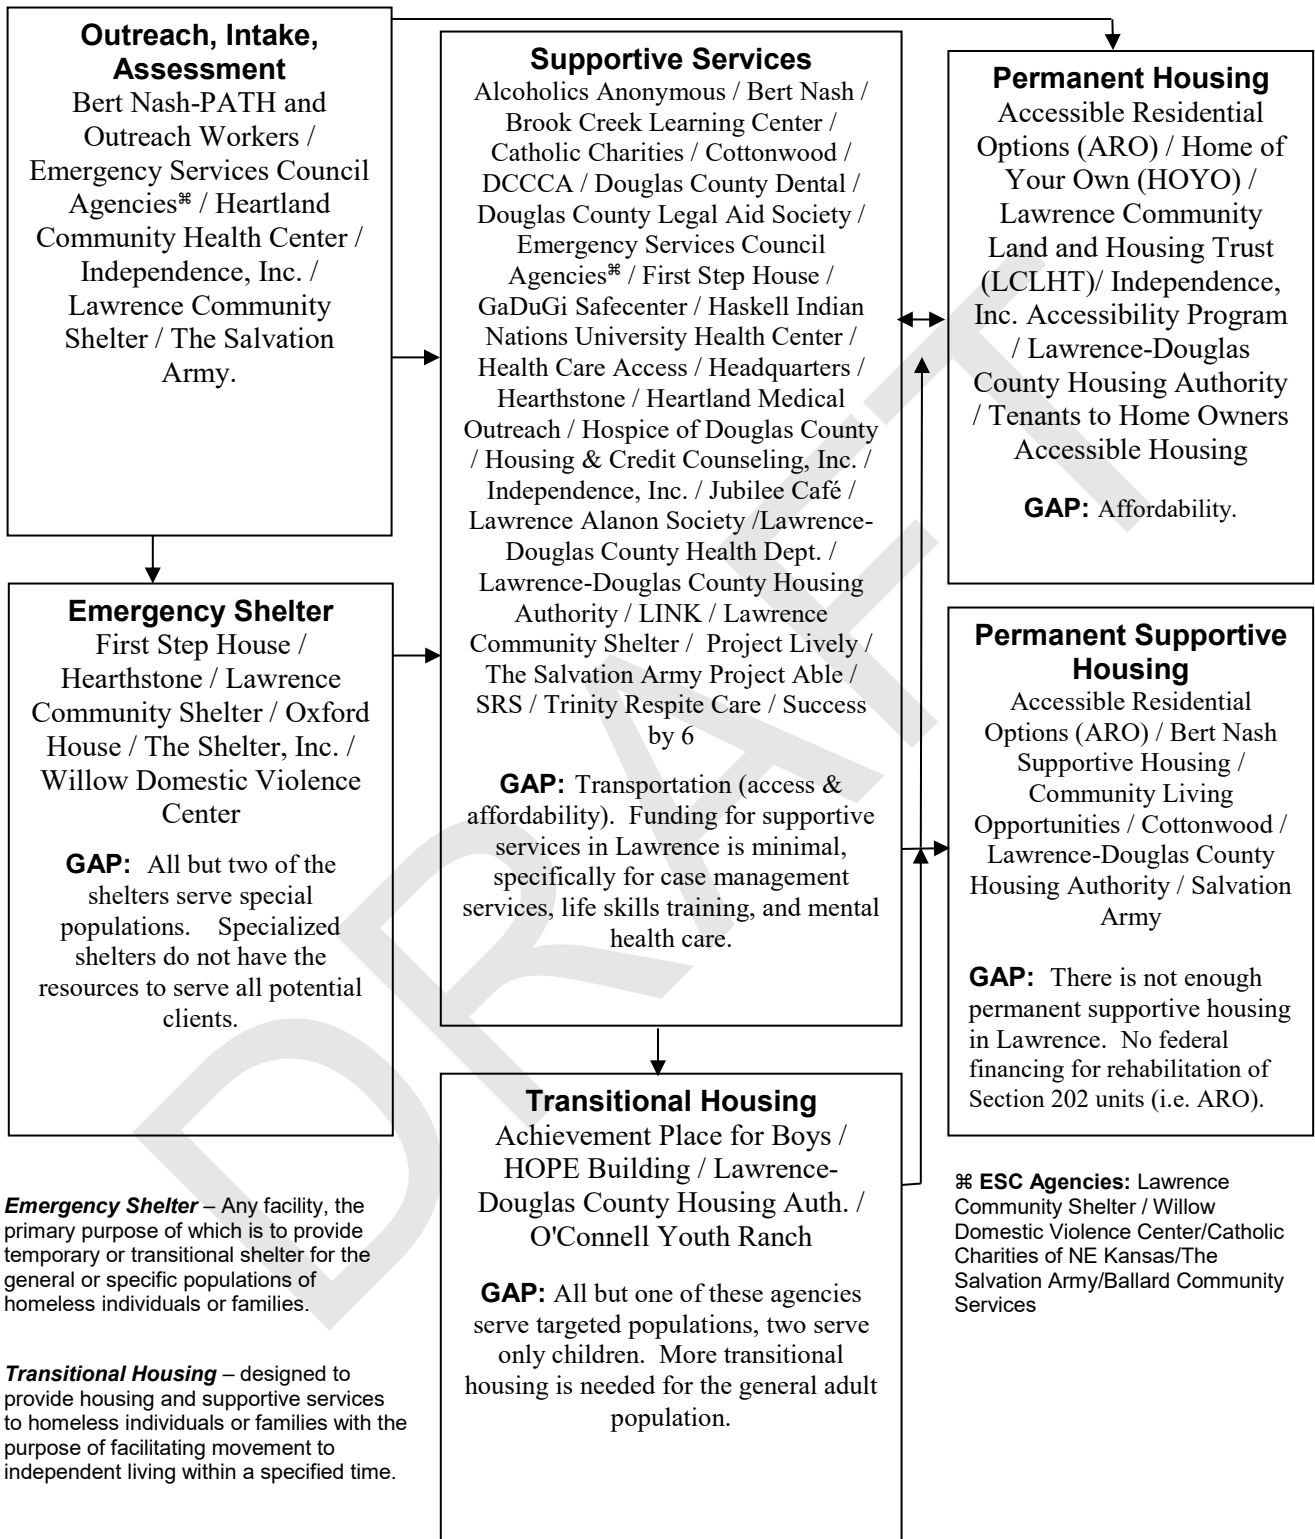 Outreach, Intake,
Assessment
Bert Nash-PATH and
Outreach Workers /
Emergency Services Council
Agencies⌘ / Heartland
Community Health Center /
Independence, Inc. /
Lawrence Community
Shelter / The Salvation
Army.
Emergency Shelter
First Step House /
Hearthstone / Lawrence
Community Shelter / Oxford
House / The Shelter, Inc. /
Willow Domestic Violence
Center
GAP: All but two of the
shelters serve special
populations. Specialized
shelters do not have the
resources to serve all potential
clients.
Emergency Shelter – Any facility, the
primary purpose of which is to provide
temporary or transitional shelter for the
general or specific populations of
homeless individuals or families.
Transitional Housing – designed to
provide housing and supportive services
to homeless individuals or families with the
purpose of facilitating movement to
independent living within a specified time.
Supportive Services
Alcoholics Anonymous / Bert Nash /
Brook Creek Learning Center /
Catholic Charities / Cottonwood /
DCCCA / Douglas County Dental /
Douglas County Legal Aid Society /
Emergency Services Council
Agencies⌘ / First Step House /
GaDuGi Safecenter / Haskell Indian
Nations University Health Center /
Health Care Access / Headquarters /
Hearthstone / Heartland Medical
Outreach / Hospice of Douglas County
/ Housing & Credit Counseling, Inc. /
Independence, Inc. / Jubilee Café /
Lawrence Alanon Society /Lawrence-
Douglas County Health Dept. /
Lawrence-Douglas County Housing
Authority / LINK / Lawrence
Community Shelter / Project Lively /
The Salvation Army Project Able /
SRS / Trinity Respite Care / Success
by 6
GAP: Transportation (access &
affordability). Funding for supportive
services in Lawrence is minimal,
specifically for case management
services, life skills training, and mental
health care.
Transitional Housing
Achievement Place for Boys /
HOPE Building / Lawrence-
Douglas County Housing Auth. /
O'Connell Youth Ranch
GAP: All but one of these agencies
serve targeted populations, two serve
only children. More transitional
housing is needed for the general adult
population.
Permanent Housing
Accessible Residential
Options (ARO) / Home of
Your Own (HOYO) /
Lawrence Community
Land and Housing Trust
(LCLHT)/ Independence,
Inc. Accessibility Program
/ Lawrence-Douglas
County Housing Authority
/ Tenants to Home Owners
Accessible Housing
GAP: Affordability.
Permanent Supportive
Housing
Accessible Residential
Options (ARO) / Bert Nash
Supportive Housing /
Community Living
Opportunities / Cottonwood /
Lawrence-Douglas County
Housing Authority / Salvation
Army
GAP: There is not enough
permanent supportive housing
in Lawrence. No federal
financing for rehabilitation of
Section 202 units (i.e. ARO).
⌘ ESC Agencies: Lawrence
Community Shelter / Willow
Domestic Violence Center/Catholic
Charities of NE Kansas/The
Salvation Army/Ballard Community
Services
DRAFT